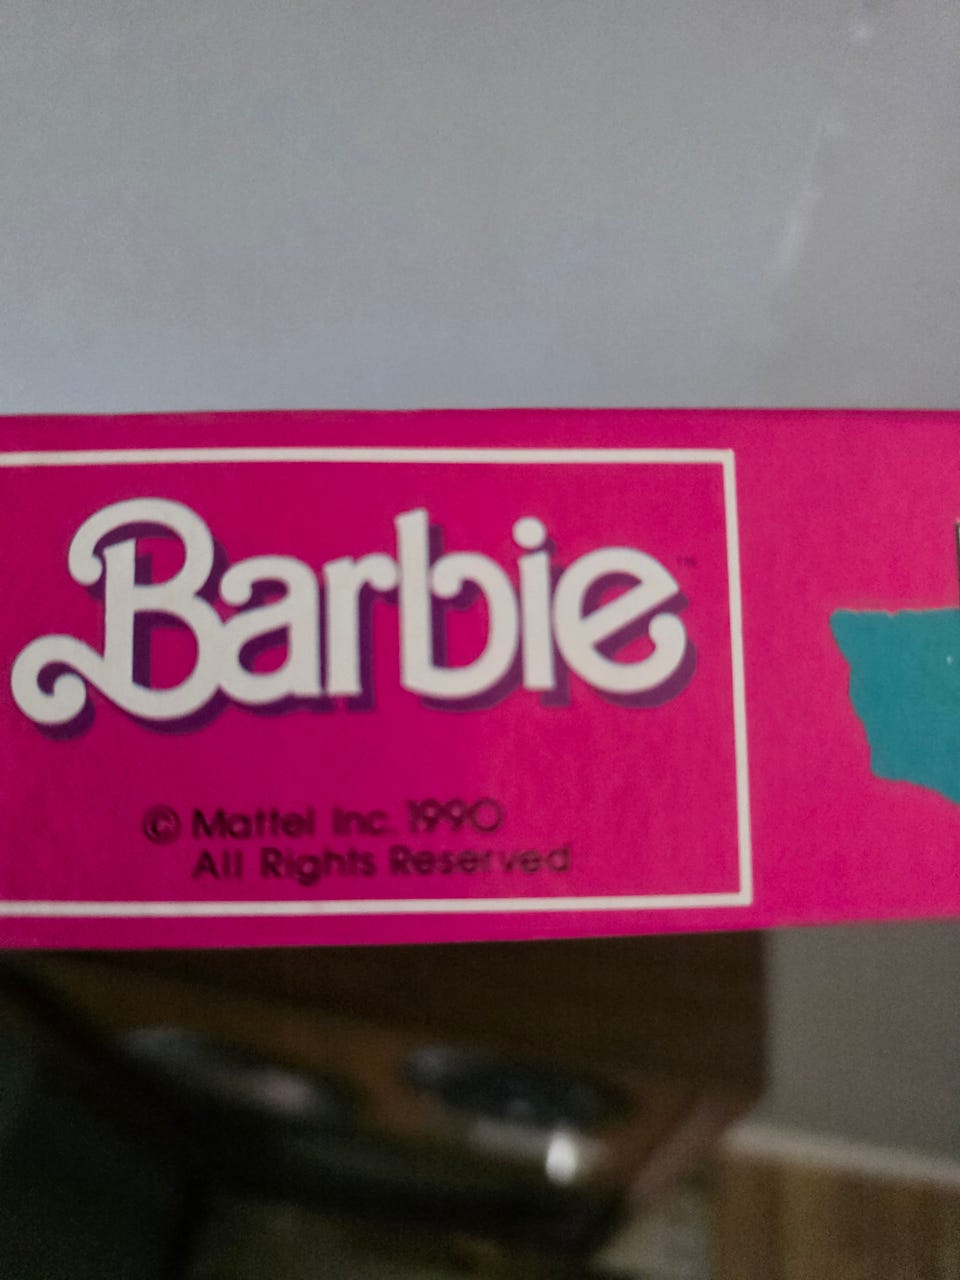 Barbie™
© Mattel Inc. 1990
All Rights Reserved